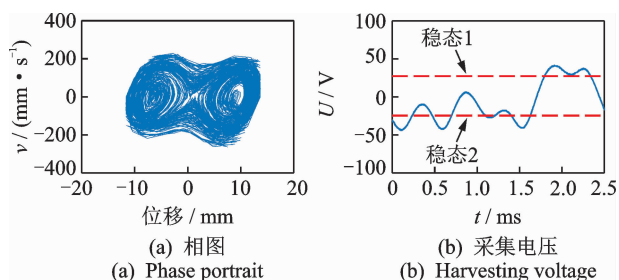 400
200
0
−200
−400
v / (mm · s⁻¹)
−20 −10 0 10 20
位移 / mm
(a) 相图
(a) Phase portrait
100
50
0
−50
−100
U / V
稳态1
稳态2
0 0.5 1.0 1.5 2.0 2.5
t / ms
(b) 采集电压
(b) Harvesting voltage